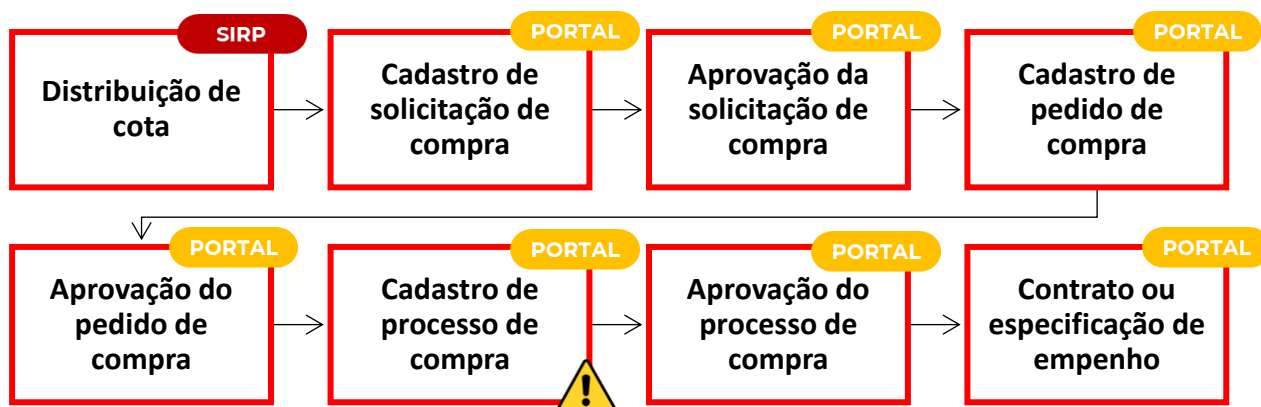 SIRP
Distribuição de
cota
PORTAL
Cadastro de
solicitação de
compra
PORTAL
Aprovação da
solicitação de
compra
PORTAL
Cadastro de
pedido de
compra
PORTAL
Aprovação do
pedido de
compra
PORTAL
Cadastro de
processo de
compra
!
PORTAL
Aprovação do
processo de
compra
PORTAL
Contrato ou
especificação de
empenho